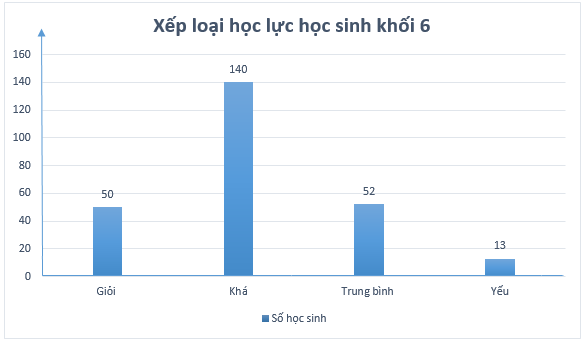 Xếp loại học lực học sinh khối 6
160
140
120
100
80
60
40
20
0
50
140
52
13
Giỏi
Khá
Trung bình
Yếu
Số học sinh